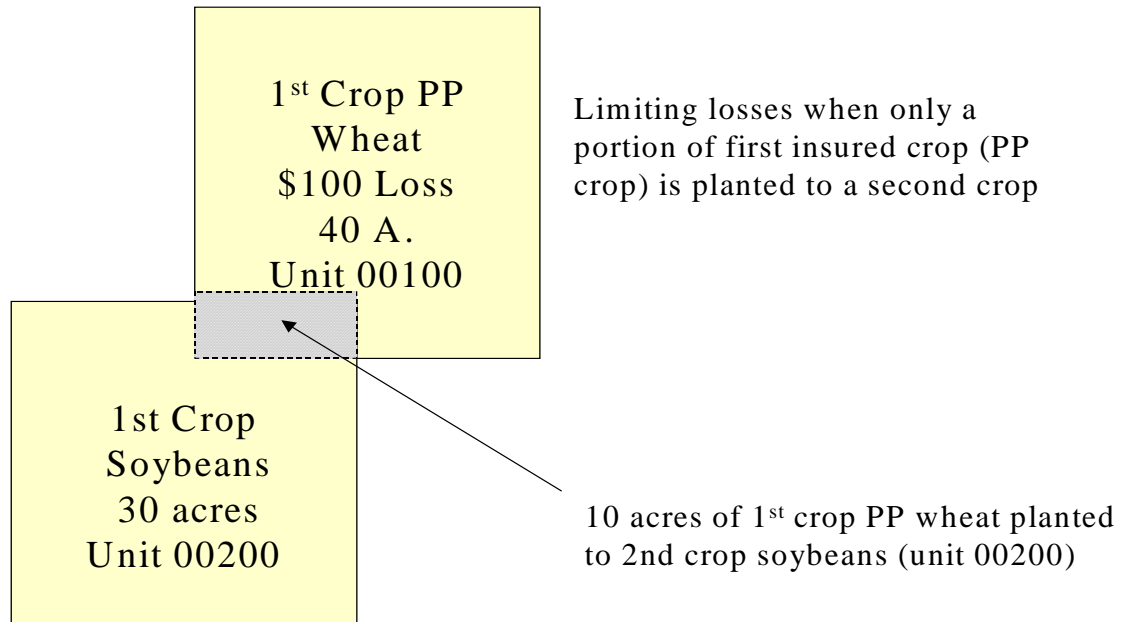 1st Crop PP
Wheat
$100 Loss
40 A.
Unit 00100
Limiting losses when only a
portion of first insured crop (PP
crop) is planted to a second crop
1st Crop
Soybeans
30 acres
Unit 00200
10 acres of 1st crop PP wheat planted
to 2nd crop soybeans (unit 00200)